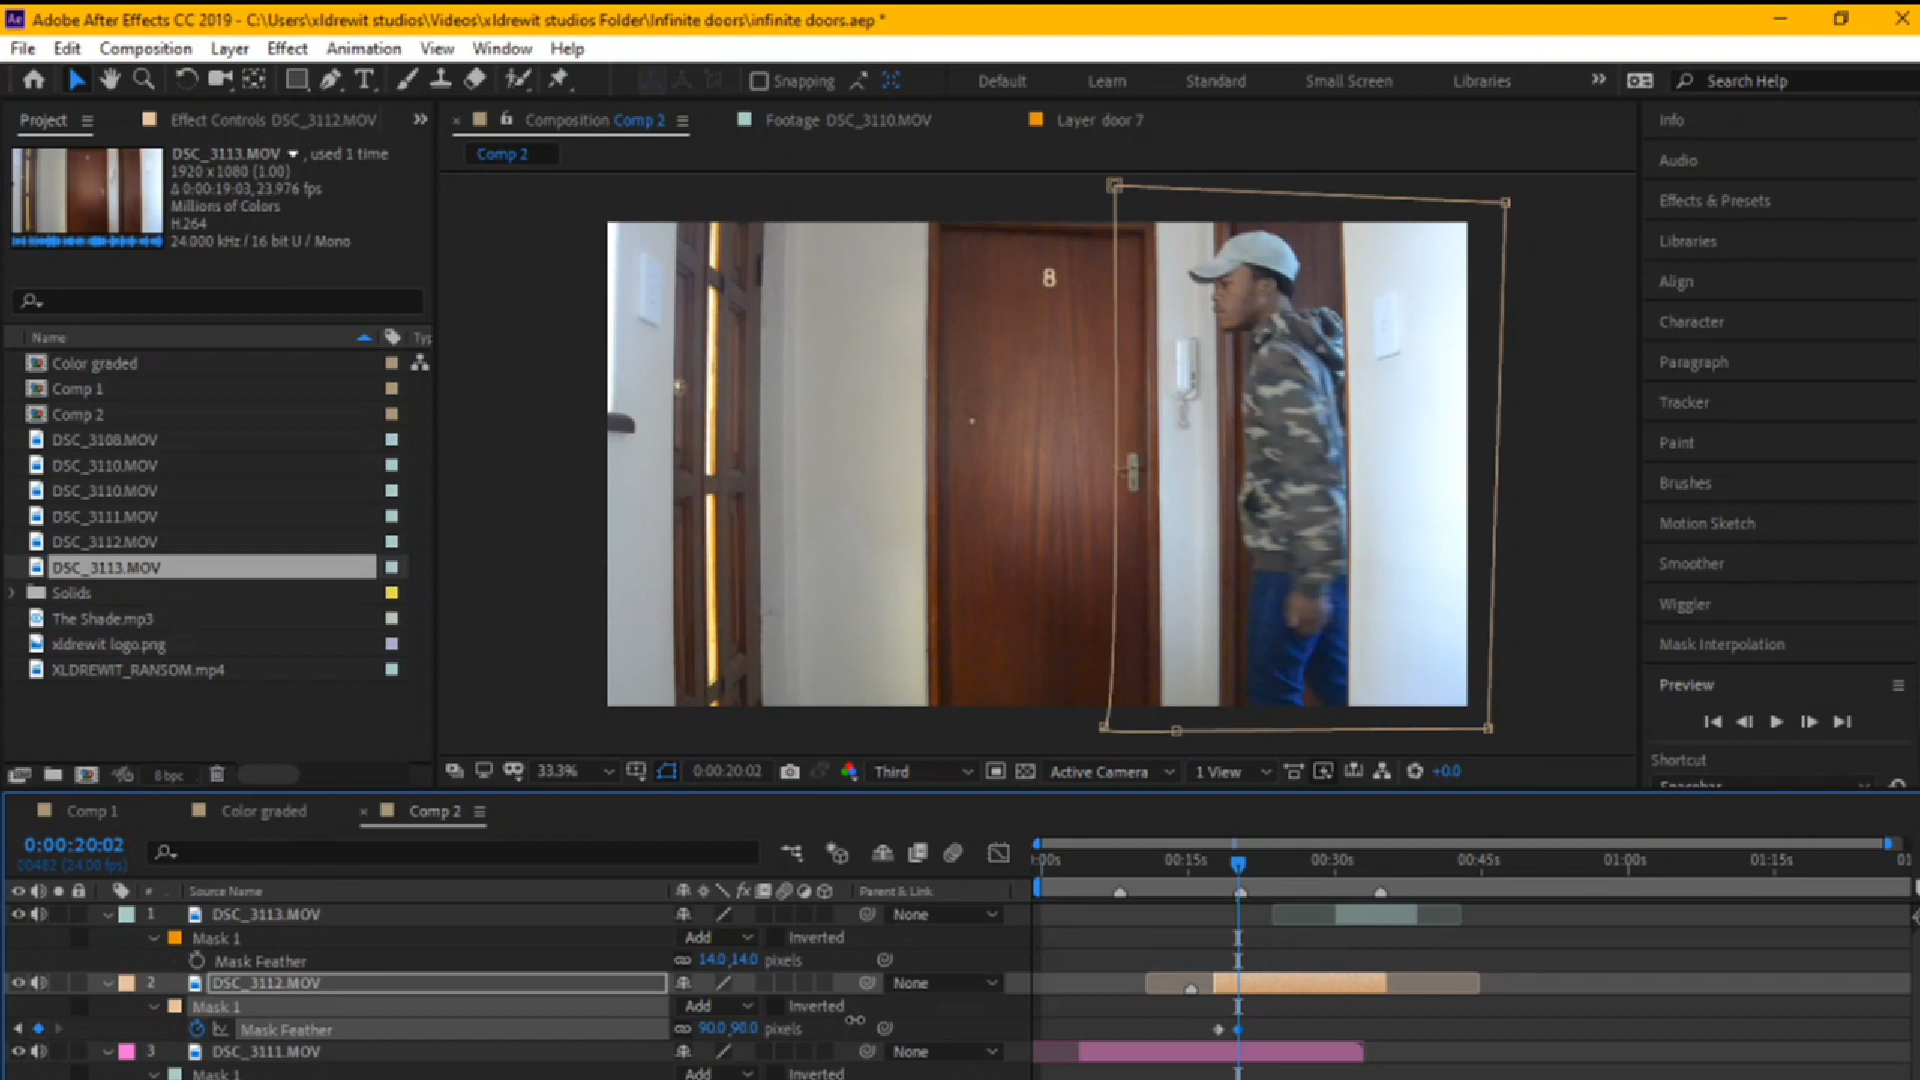 Adobe After Effects CC 2019 - C:\Users\xldrewit studios\Videos\xldrewit studios Folder\Infinite doors\infinite doors.aep *
File Edit Composition Layer Effect Animation View Window Help
Snapping Default Learn Standard Small Screen Libraries Search Help
Project Effect Controls DSC_3112.MOV Composition Comp 2 Footage DSC_3110.MOV Layer door 7 Info
DSC_3113.MOV , used 1 time
1920 x 1080 (1.00)
Δ 0:00:19:03, 23.976 fps
Millions of Colors
H.264
24.000 kHz / 16 bit U / Mono
Comp 2
8
Audio
Effects & Presets
Libraries
Align
Character
Paragraph
Tracker
Paint
Brushes
Motion Sketch
Smoother
Wiggler
Mask Interpolation
Preview
Shortcut
Spacebar
Name Typ
Color graded
Comp 1
Comp 2
DSC_3108.MOV
DSC_3110.MOV
DSC_3110.MOV
DSC_3111.MOV
DSC_3112.MOV
DSC_3113.MOV
Solids
The Shade.mp3
xldrewit logo.png
XLDREWIT_RANSOM.mp4
8 bpc 33.3% 0:00:20:02 Third Active Camera 1 View +0.0
Comp 1 Color graded Comp 2
0:00:20:02
00482 (24.00 fps)
:00s 00:15s 00:30s 00:45s 01:00s 01:15s 01
# Source Name fx Parent & Link
1 DSC_3113.MOV None
Mask 1 Add Inverted
Mask Feather 14.0,14.0 pixels
2 DSC_3112.MOV None
Mask 1 Add Inverted
Mask Feather 90.0,90.0 pixels
3 DSC_3111.MOV None
Mask 1 Add Inverted